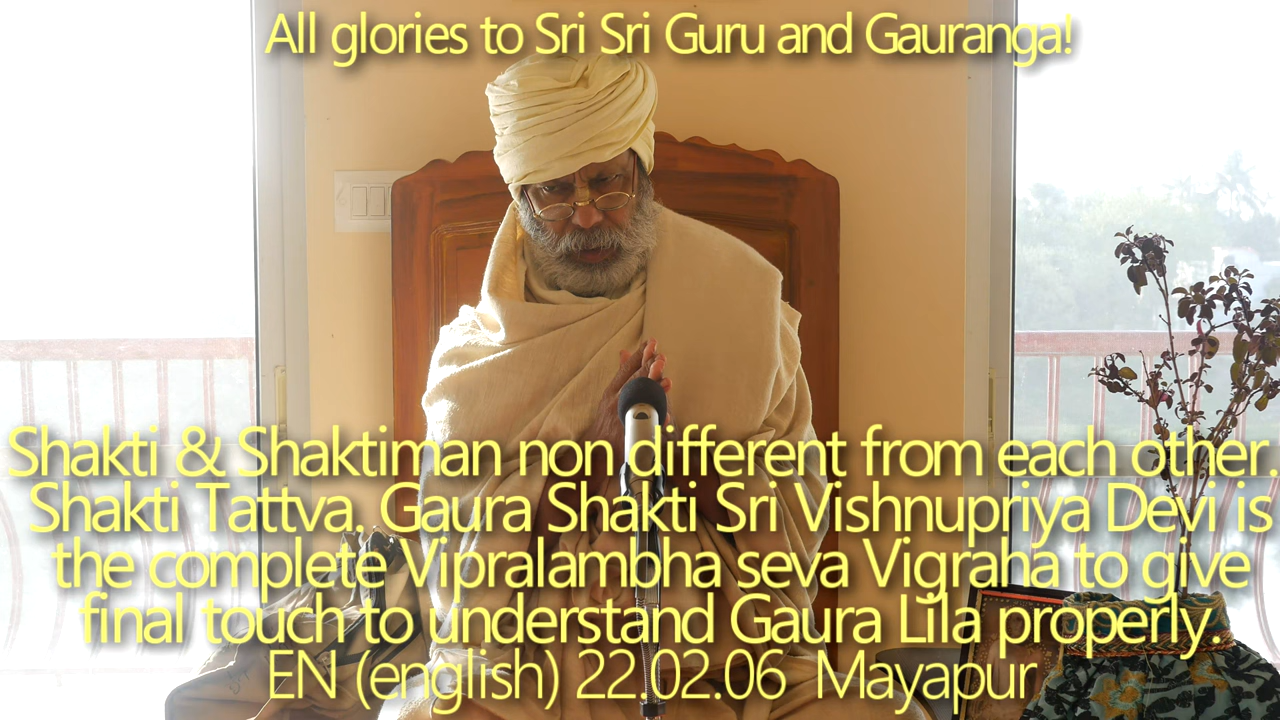 All glories to Sri Sri Guru and Gauranga!
Shakti & Shaktiman non different from each other.
Shakti Tattva. Gaura Shakti Sri Vishnupriya Devi is
the complete Vipralambha seva Vigraha to give
final touch to understand Gaura Lila properly.
EN (english) 22.02.06 Mayapur